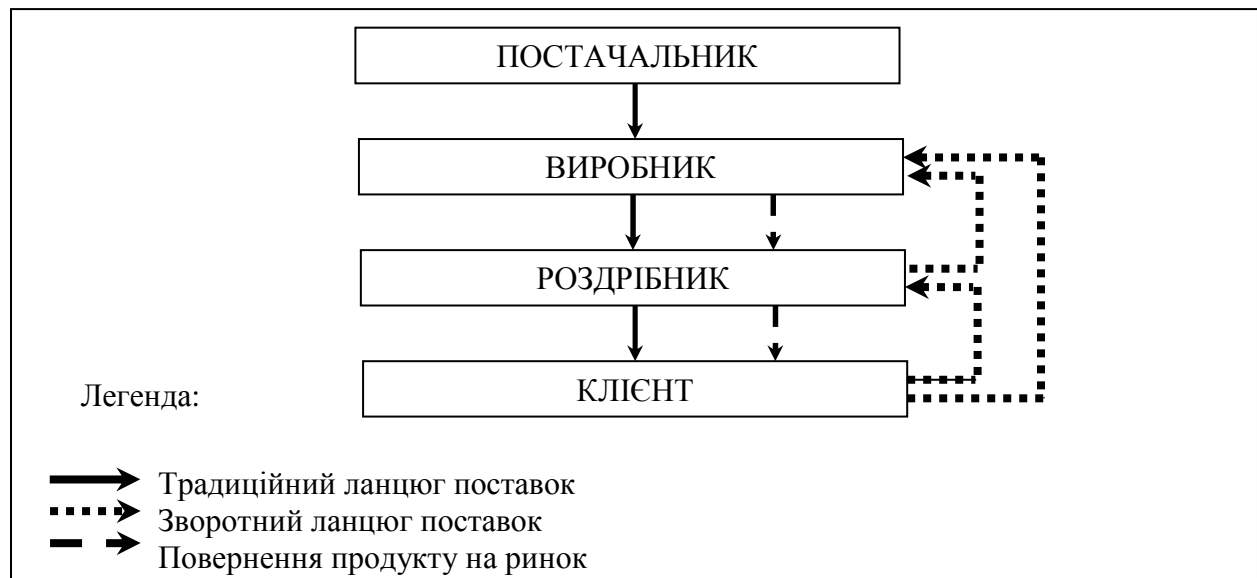 ПОСТАЧАЛЬНИК
ВИРОБНИК
РОЗДРІБНИК
КЛІЄНТ
Легенда:
Традиційний ланцюг поставок
Зворотний ланцюг поставок
Повернення продукту на ринок